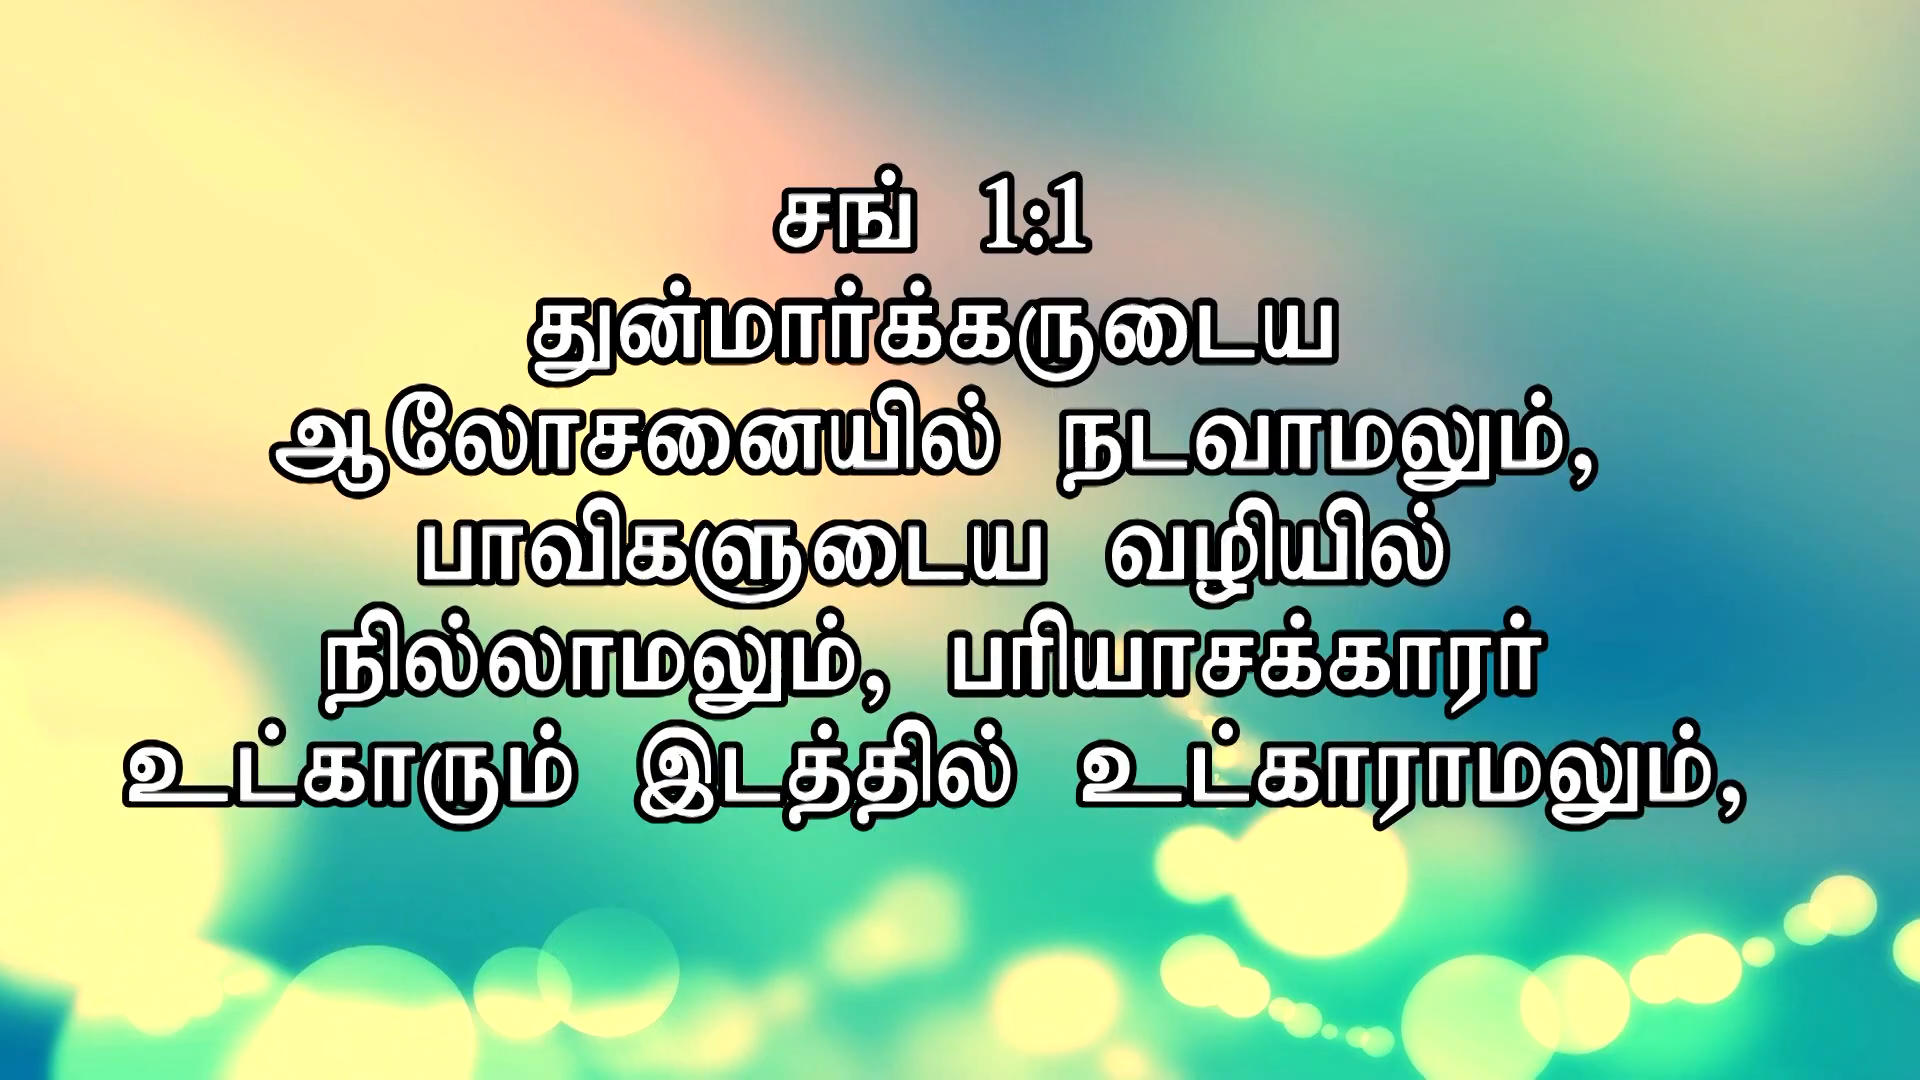 சங் 1:1
துன்மார்க்கருடைய
ஆலோசனையில் நடவாமலும்,
பாவிகளுடைய வழியில்
நில்லாமலும், பரியாசக்காரர்
உட்காரும் இடத்தில் உட்காராமலும்,